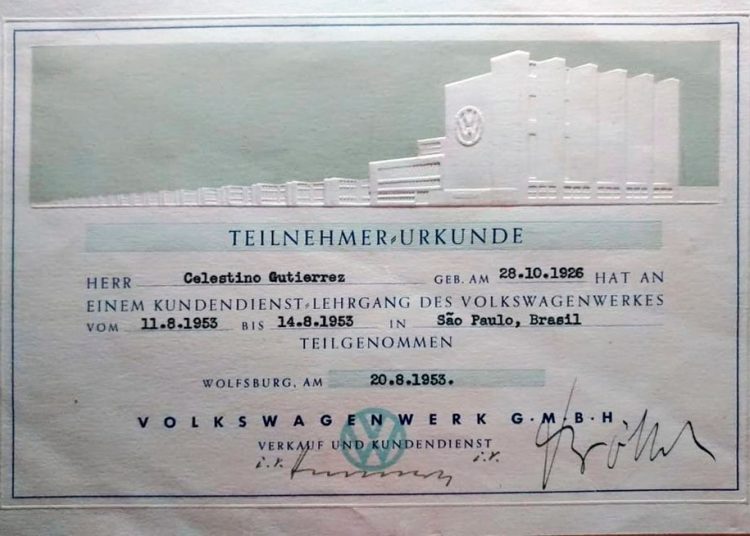 VW
TEILNEHMER-URKUNDE
HERR Celestino Gutierrez GEB. AM 28.10.1926 HAT AN
EINEM KUNDENDIENST-LEHRGANG DES VOLKSWAGENWERKES
VOM 11.8.1953 BIS 14.8.1953 IN São Paulo, Brasil
TEILGENOMMEN
WOLFSBURG, AM 20.8.1953.
VOLKSWAGENWERK G·M·B·H
VERKAUF UND KUNDENDIENST
i.V. i.V.